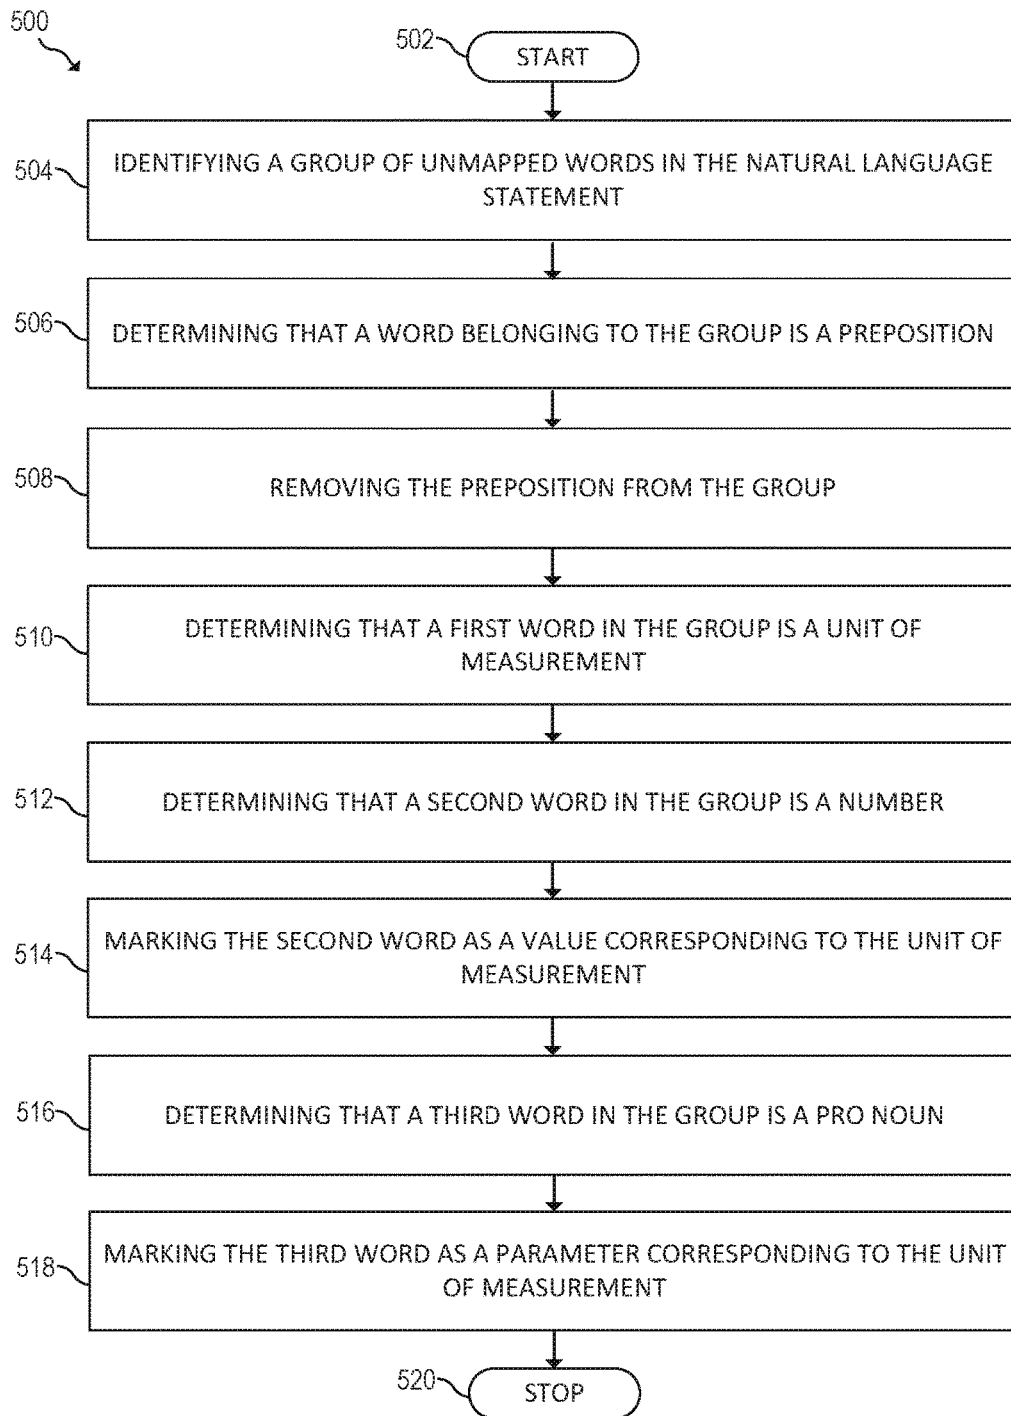 500
502
START
504
IDENTIFYING A GROUP OF UNMAPPED WORDS IN THE NATURAL LANGUAGE
STATEMENT
506
DETERMINING THAT A WORD BELONGING TO THE GROUP IS A PREPOSITION
508
REMOVING THE PREPOSITION FROM THE GROUP
510
DETERMINING THAT A FIRST WORD IN THE GROUP IS A UNIT OF
MEASUREMENT
512
DETERMINING THAT A SECOND WORD IN THE GROUP IS A NUMBER
514
MARKING THE SECOND WORD AS A VALUE CORRESPONDING TO THE UNIT OF
MEASUREMENT
516
DETERMINING THAT A THIRD WORD IN THE GROUP IS A PRO NOUN
518
MARKING THE THIRD WORD AS A PARAMETER CORRESPONDING TO THE UNIT
OF MEASUREMENT
520
STOP